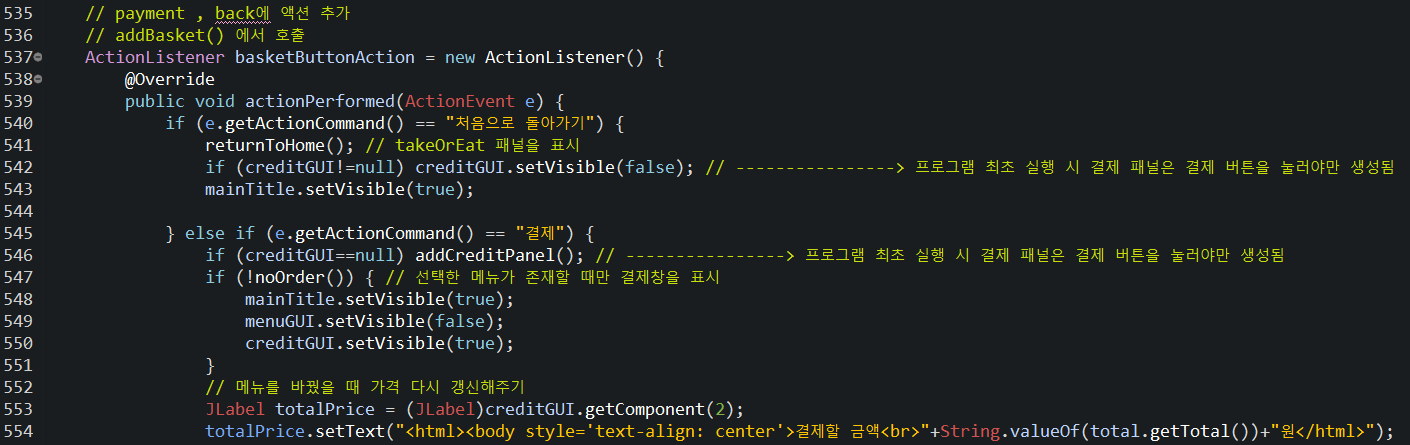 535 // payment , back에 액션 추가
536 // addBasket() 에서 호출
537 ActionListener basketButtonAction = new ActionListener() {
538 @Override
539 public void actionPerformed(ActionEvent e) {
540 if (e.getActionCommand() == "처음으로 돌아가기") {
541 returnToHome(); // takeOrEat 패널을 표시
542 if (creditGUI!=null) creditGUI.setVisible(false); // ----------------> 프로그램 최초 실행 시 결제 패널은 결제 버튼을 눌러야만 생성됨
543 mainTitle.setVisible(true);
544
545 } else if (e.getActionCommand() == "결제") {
546 if (creditGUI==null) addCreditPanel(); // ----------------> 프로그램 최초 실행 시 결제 패널은 결제 버튼을 눌러야만 생성됨
547 if (!noOrder()) { // 선택한 메뉴가 존재할 때만 결제창을 표시
548 mainTitle.setVisible(true);
549 menuGUI.setVisible(false);
550 creditGUI.setVisible(true);
551 }
552 // 메뉴를 바꿨을 때 가격 다시 갱신해주기
553 JLabel totalPrice = (JLabel)creditGUI.getComponent(2);
554 totalPrice.setText("<html><body style='text-align: center'>결제할 금액<br>"+String.valueOf(total.getTotal())+"원</html>");